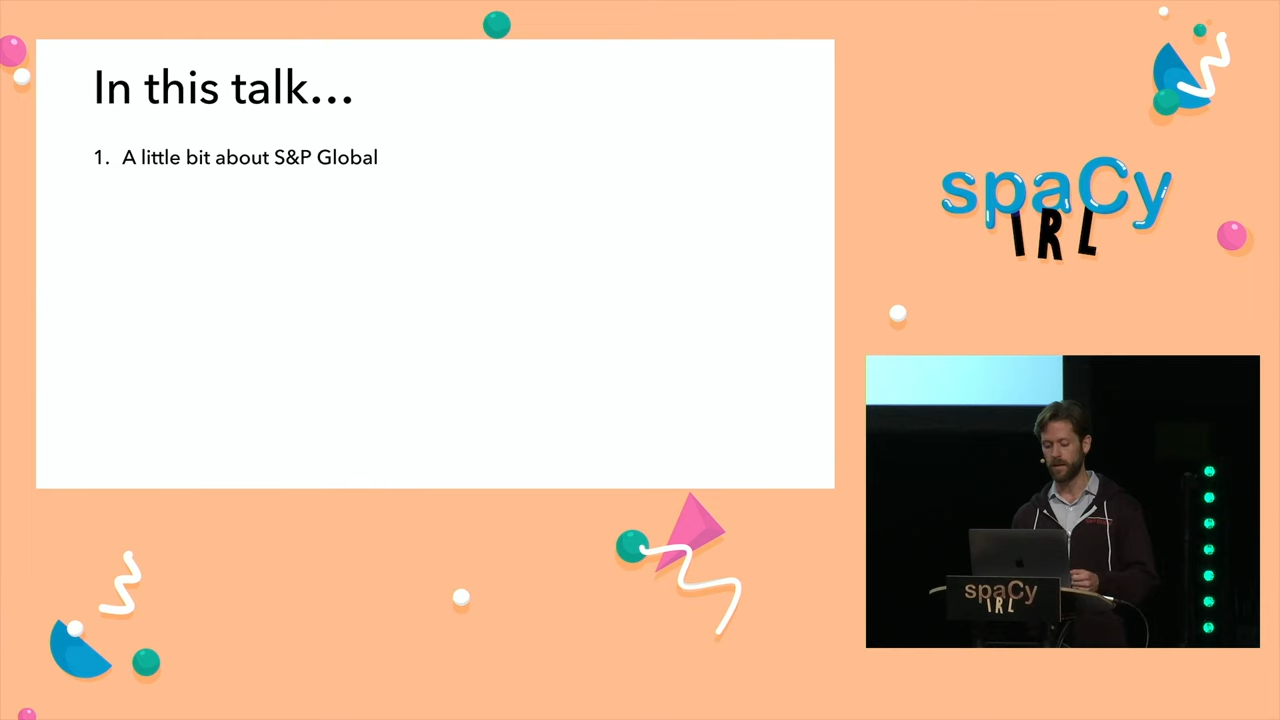 In this talk...
1. A little bit about S&P Global
spaCy
IRL
spaCy
IRL